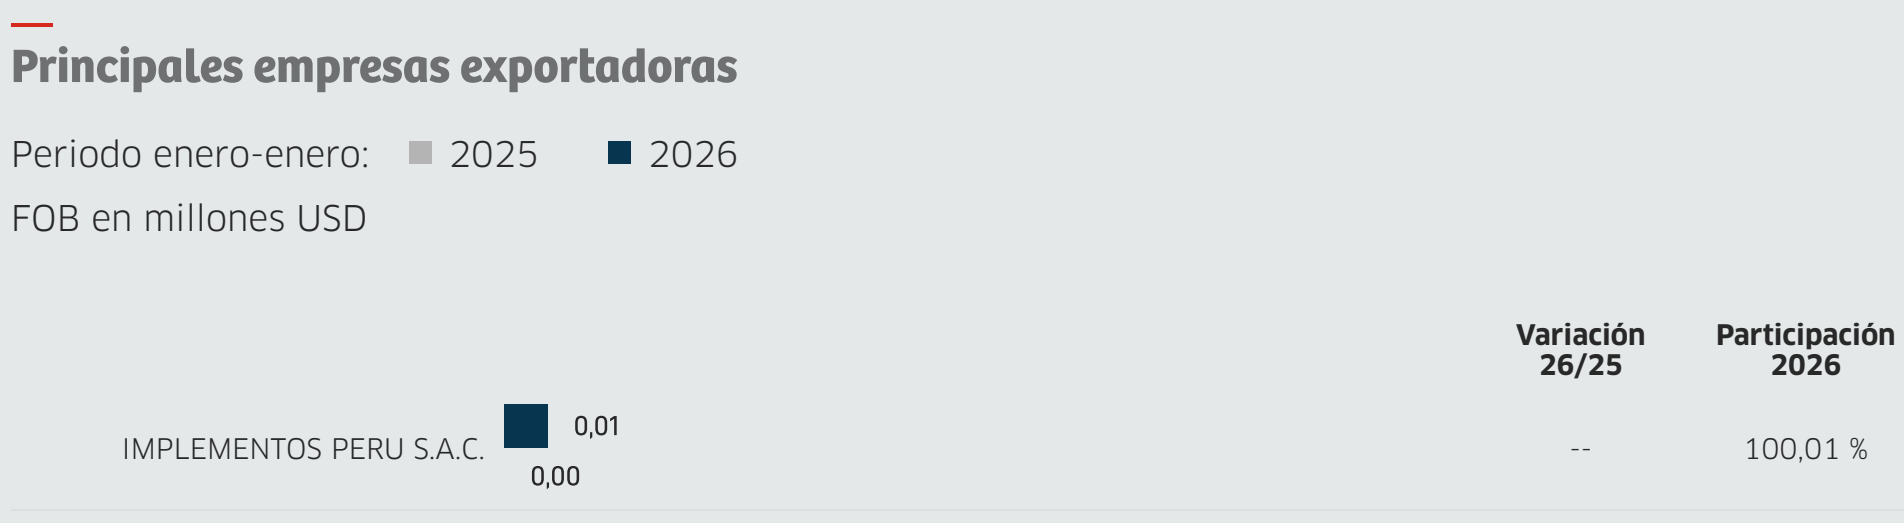 Principales empresas exportadoras
Periodo enero-enero: 2025 2026
FOB en millones USD
Variación 26/25
Participación 2026
IMPLEMENTOS PERU S.A.C. 0,01 -- 100,01 %
0,00